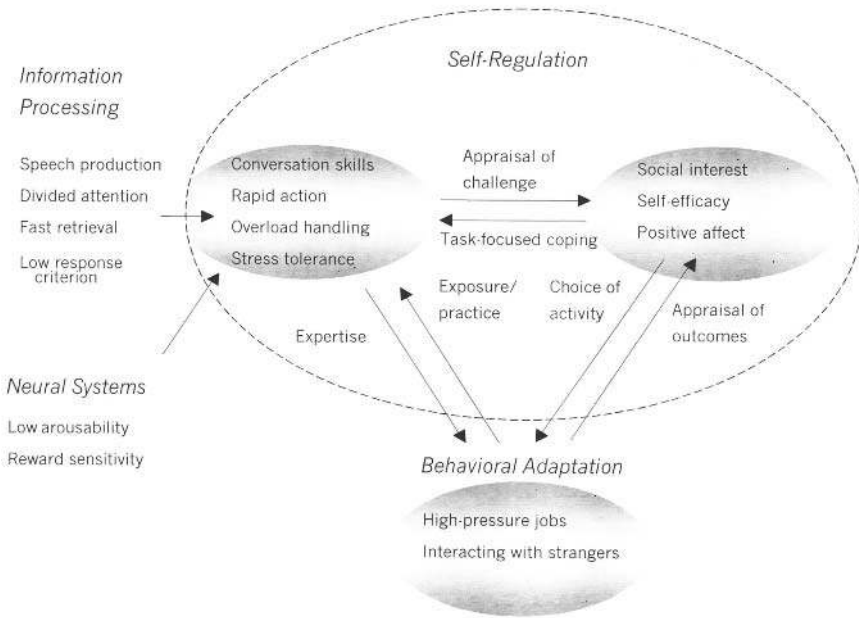 Self-Regulation
Information
Processing
Speech production
Divided attention
Fast retrieval
Low response
criterion
Conversation skills
Rapid action
Overload handling
Stress tolerance
Appraisal of
challenge
Task-focused coping
Social interest
Self-efficacy
Positive affect
Exposure/
practice
Choice of
activity
Appraisal of
outcomes
Expertise
Neural Systems
Low arousability
Reward sensitivity
Behavioral Adaptation
High-pressure jobs
Interacting with strangers